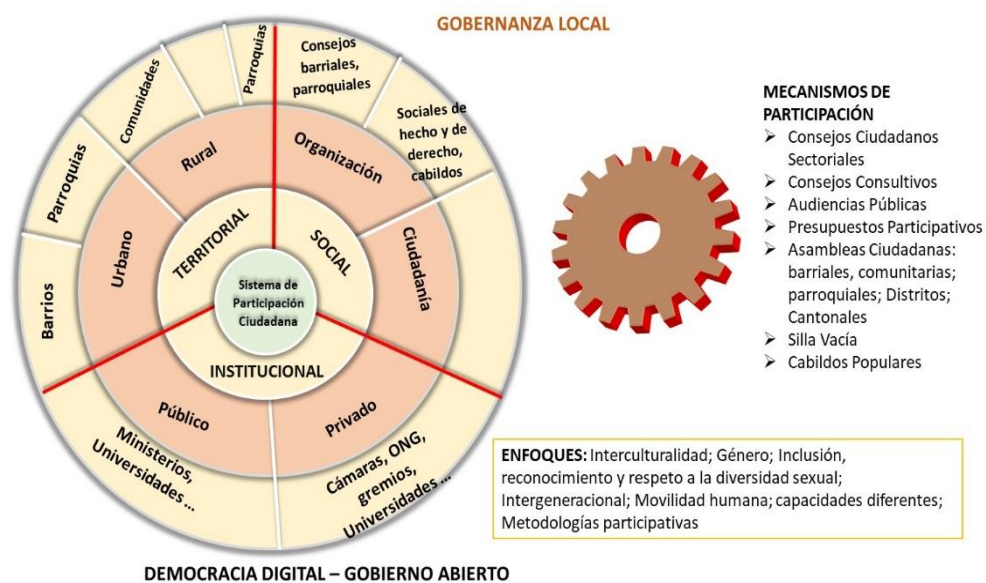 GOBERNANZA LOCAL
Parroquias
Comunidades
Parroquias
Barrios
Consejos
barriales,
parroquiales
Sociales de
hecho y de
derecho,
cabildos
Rural
Urbano
Organización
Ciudadanía
TERRITORIAL
SOCIAL
Sistema de
Participación
Ciudadana
INSTITUCIONAL
Público
Privado
Ministerios,
Universidades ...
Cámaras, ONG,
gremios,
Universidades ...
MECANISMOS DE
PARTICIPACIÓN
➢ Consejos Ciudadanos
Sectoriales
➢ Consejos Consultivos
➢ Audiencias Públicas
➢ Presupuestos Participativos
➢ Asambleas Ciudadanas:
barriales, comunitarias;
parroquiales; Distritos;
Cantonales
➢ Silla Vacía
➢ Cabildos Populares
ENFOQUES: Interculturalidad; Género; Inclusión,
reconocimiento y respeto a la diversidad sexual;
Intergeneracional; Movilidad humana; capacidades diferentes;
Metodologías participativas
DEMOCRACIA DIGITAL – GOBIERNO ABIERTO